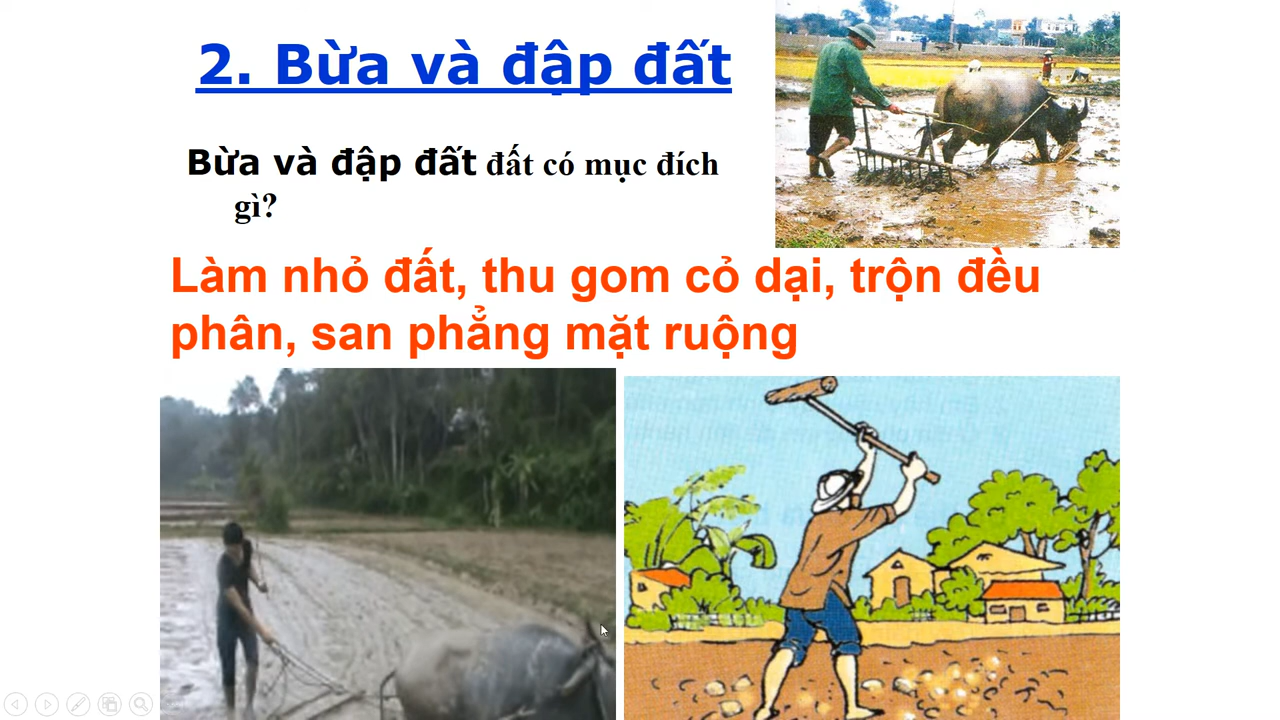 2. Bừa và đập đất
Bừa và đập đất đất có mục đích
gì?
Làm nhỏ đất, thu gom cỏ dại, trộn đều
phân, san phẳng mặt ruộng